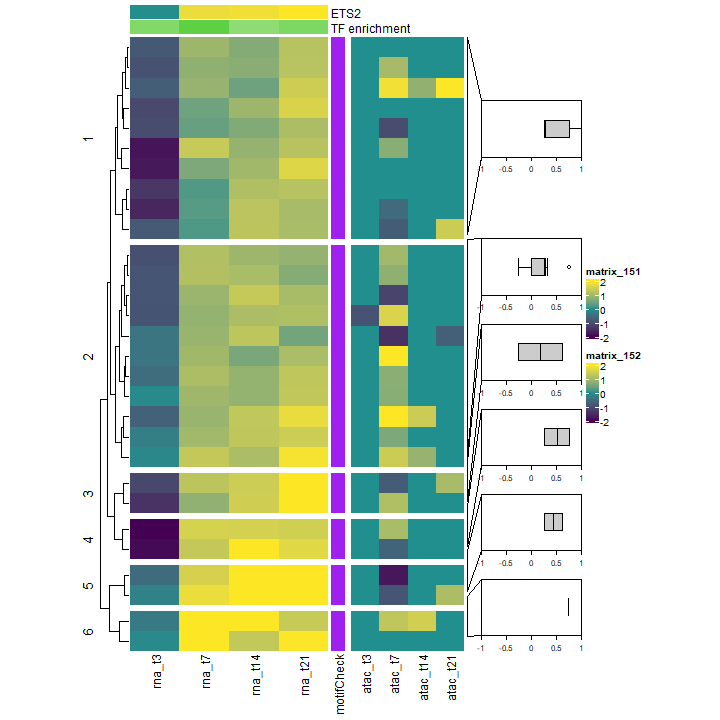 ETS2
TF enrichment
1
-1 -0.5 0 0.5 1
2
-1 -0.5 0 0.5 1
matrix_151
2
1
0
-1
-2
-1 -0.5 0 0.5 1
matrix_152
2
1
0
-1
-2
3
-1 -0.5 0 0.5 1
4
-1 -0.5 0 0.5 1
5
6
-1 -0.5 0 0.5 1
rna_t3
rna_t7
rna_t14
rna_t21
motifCheck
atac_t3
atac_t7
atac_t14
atac_t21